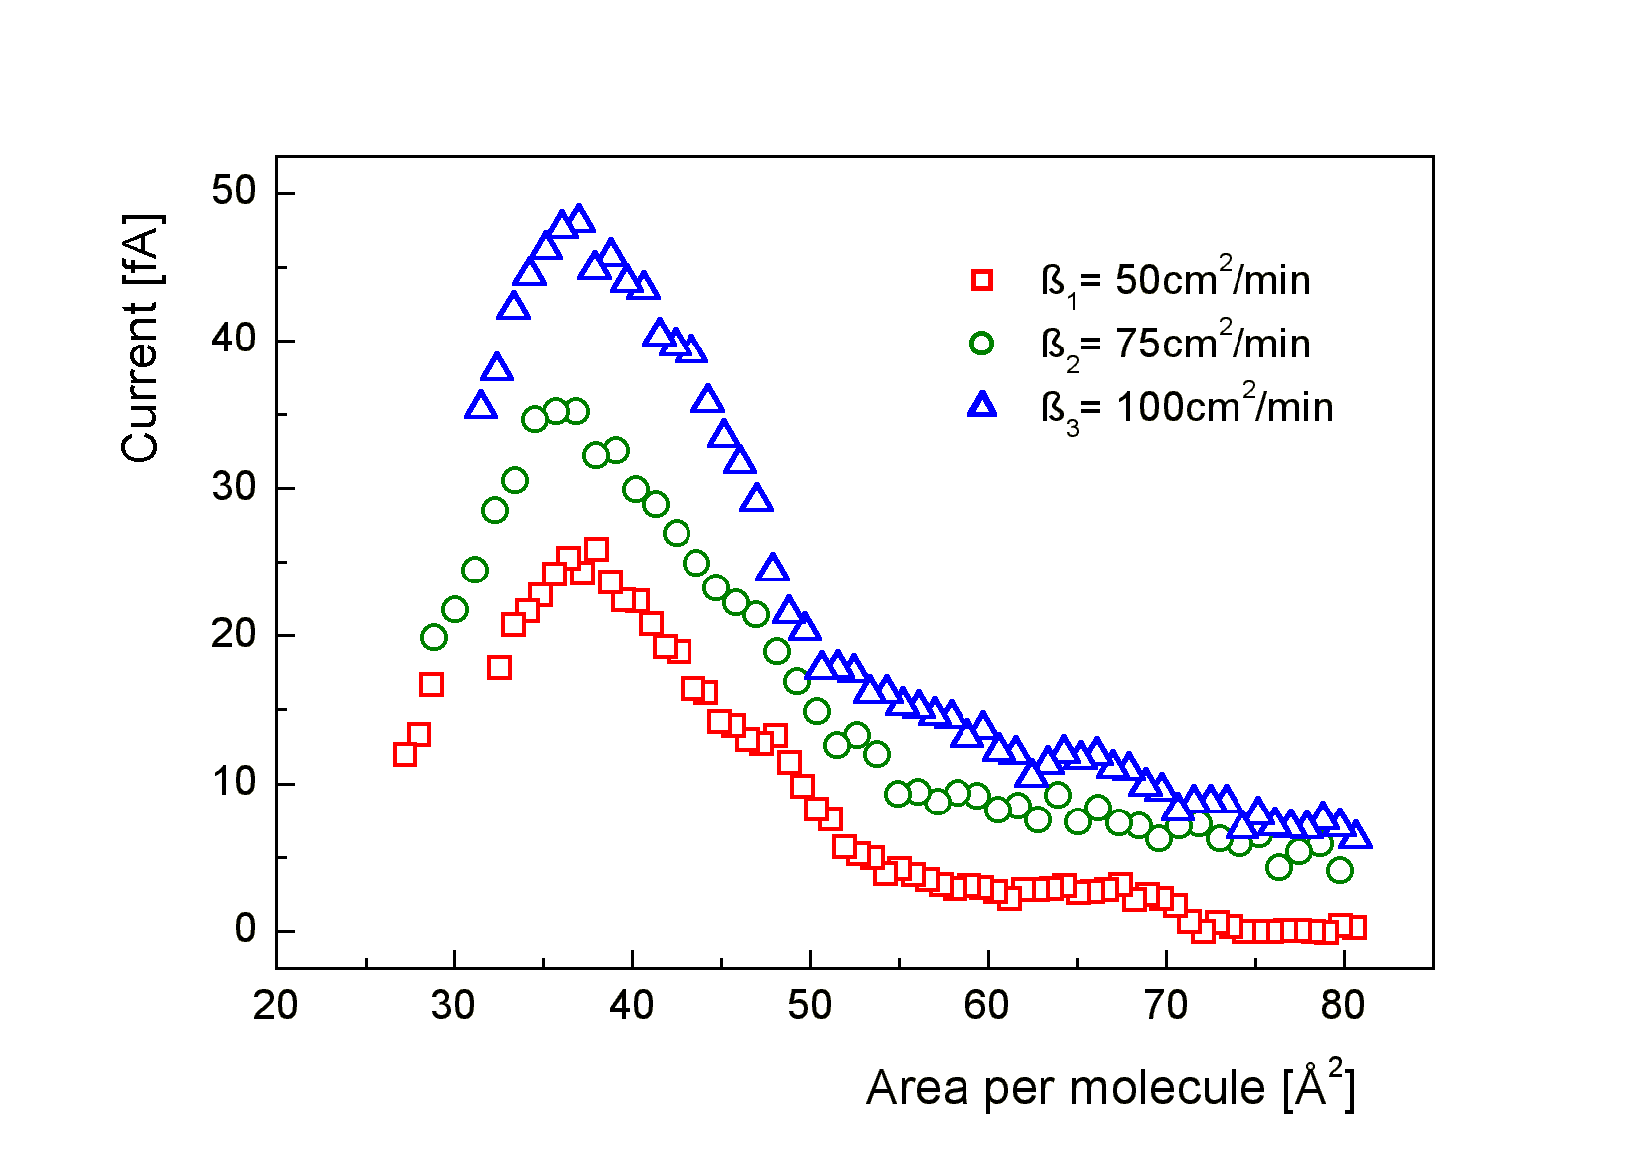 50
40
30
20
10
0
Current [fA]
ß₁= 50cm²/min
ß₂= 75cm²/min
ß₃= 100cm²/min
20 30 40 50 60 70 80
Area per molecule [Å²]